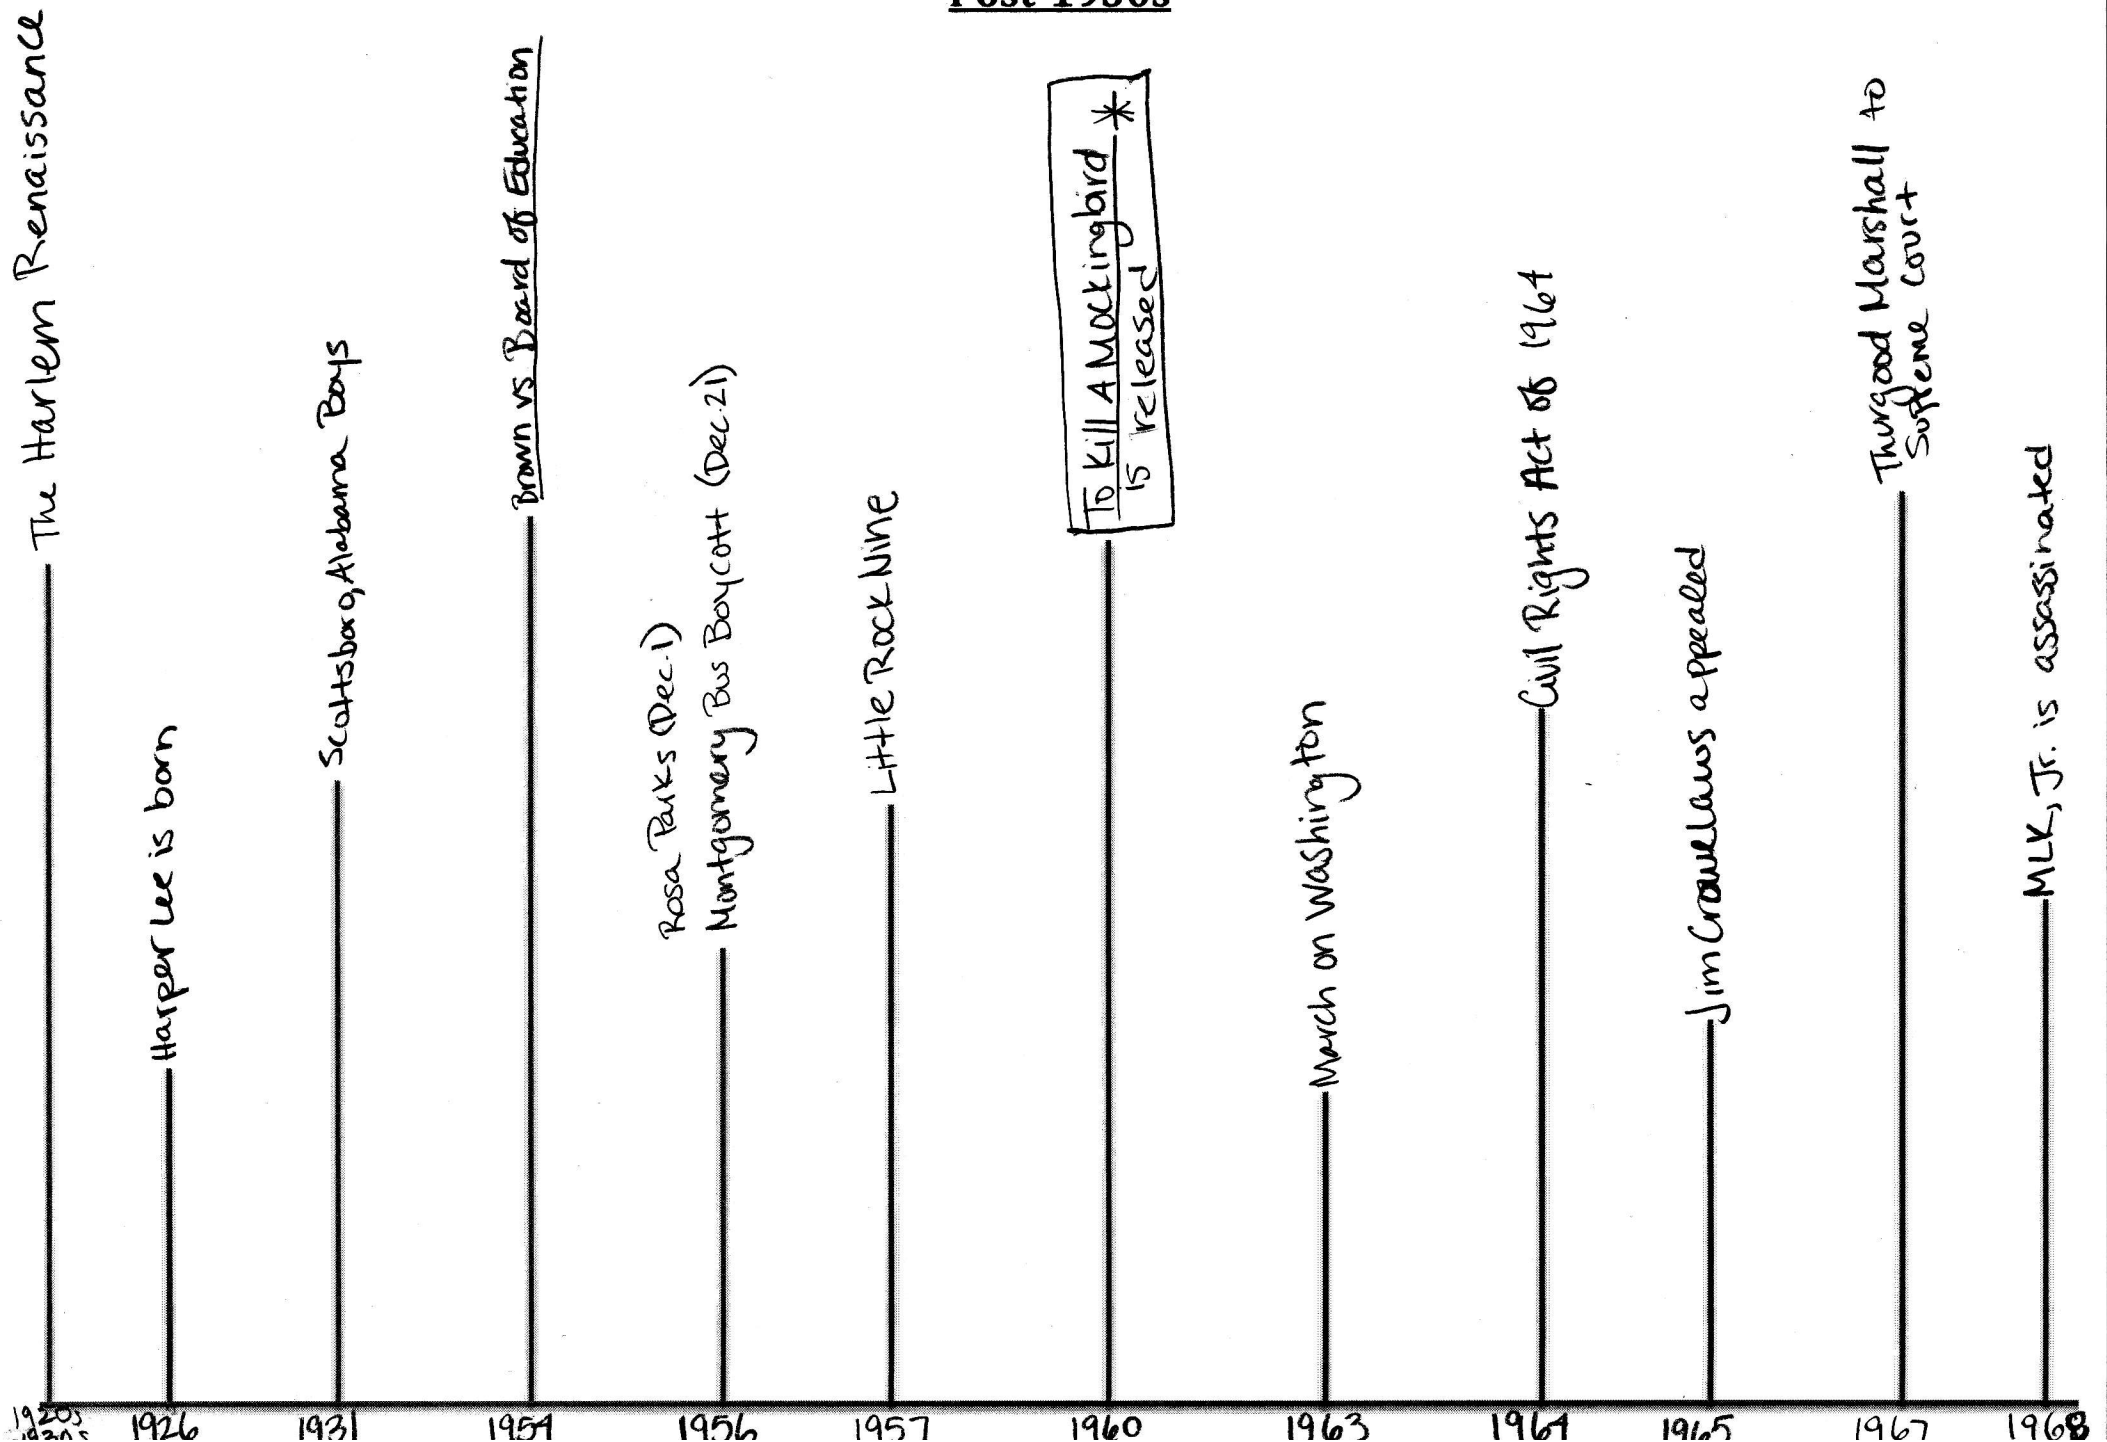 Post 1930s
The Harlem Renaissance
Harper Lee is born
Scottsboro, Alabama Boys
Brown vs Board of Education
Rosa Parks (Dec. 1)
Montgomery Bus Boycott (Dec. 21)
Little Rock Nine
To Kill A Mockingbird *
is released
March on Washington
Civil Rights Act of 1964
Jim Crow Laws appealed
Thurgood Marshall to
Supreme Court
MLK, Jr. is assassinated
1920s
1930s
1926
1931
1954
1956
1957
1960
1963
1964
1965
1967
1968